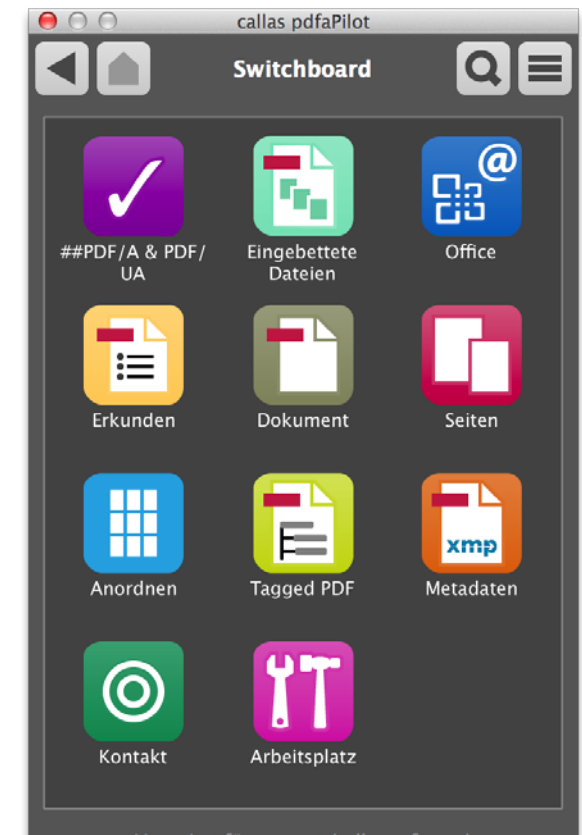 callas pdfaPilot
Switchboard
##PDF/A & PDF/
UA
Eingebettete
Dateien
@
Office
Erkunden
Dokument
Seiten
Anordnen
Tagged PDF
xmp
Metadaten
Kontakt
Arbeitsplatz